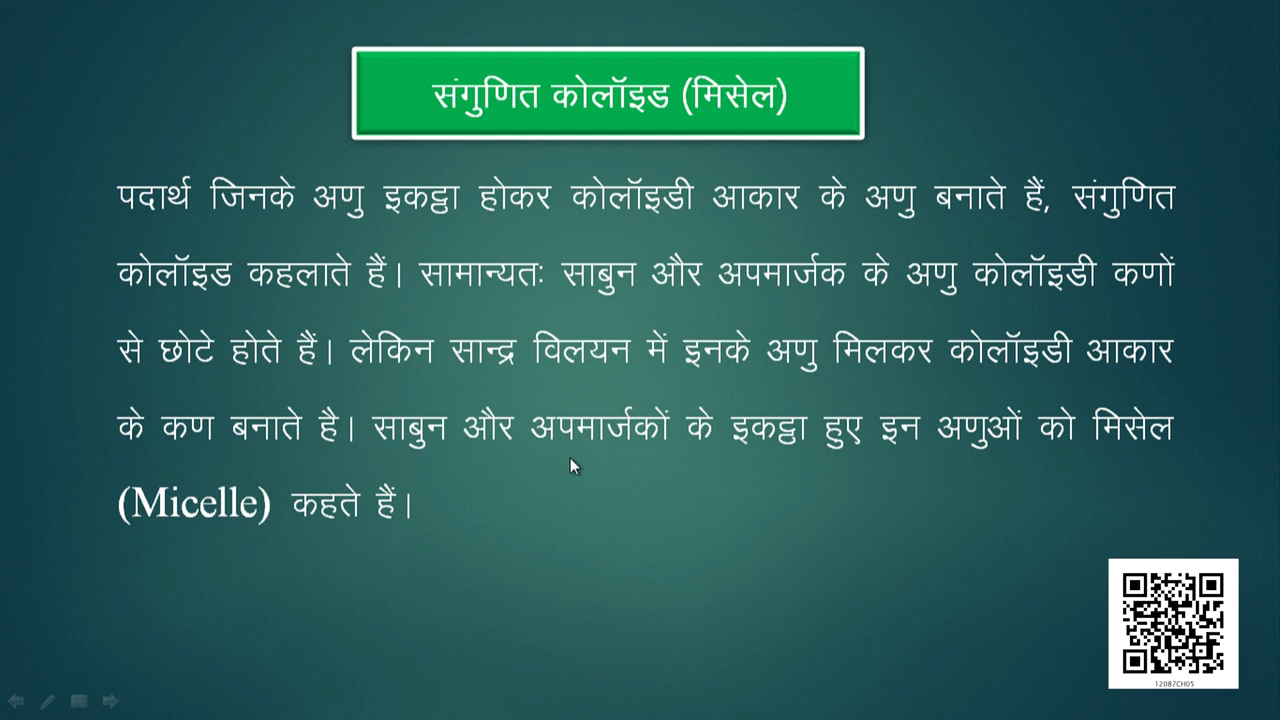 संगुणित कोलॉइड (मिसेल)
पदार्थ जिनके अणु इकट्ठा होकर कोलॉइडी आकार के अणु बनाते हैं, संगुणित
कोलॉइड कहलाते हैं। सामान्यतः साबुन और अपमार्जक के अणु कोलॉइडी कणों
से छोटे होते हैं। लेकिन सान्द्र विलयन में इनके अणु मिलकर कोलॉइडी आकार
के कण बनाते है। साबुन और अपमार्जकों के इकट्ठा हुए इन अणुओं को मिसेल
(Micelle) कहते हैं।
12087CH05